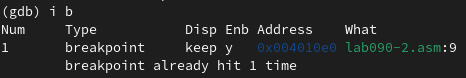 (gdb) i b
Num     Type           Disp Enb Address    What
1       breakpoint     keep y   0x004010e0 lab090-2.asm:9
        breakpoint already hit 1 time